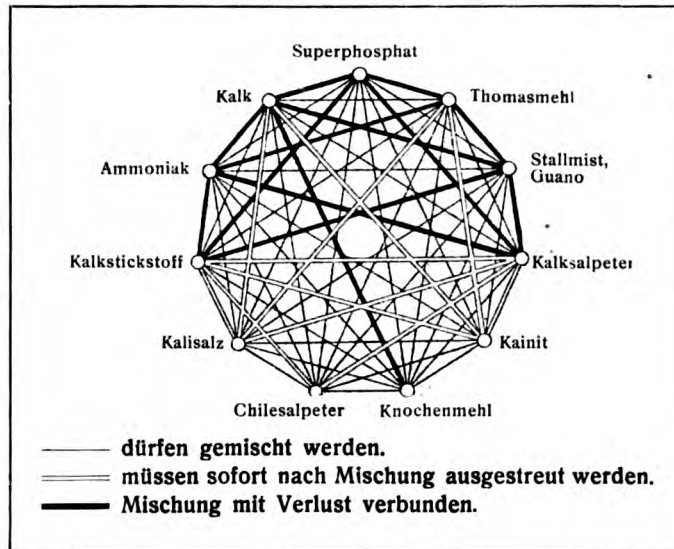 Superphosphat
Kalk
Thomasmehl
Ammoniak
Stallmist,
Guano
Kalkstickstoff
Kalksalpeter
Kalisalz
Kainit
Chilesalpeter
Knochenmehl
dürfen gemischt werden.
müssen sofort nach Mischung ausgestreut werden.
Mischung mit Verlust verbunden.